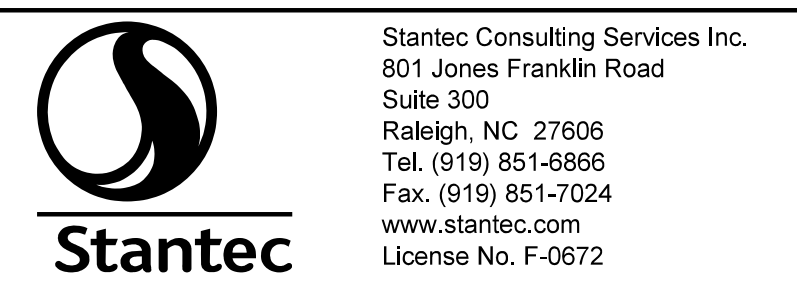 Stantec Consulting Services Inc.
801 Jones Franklin Road
Suite 300
Raleigh, NC  27606
Tel. (919) 851-6866
Fax. (919) 851-7024
www.stantec.com
License No. F-0672
Stantec